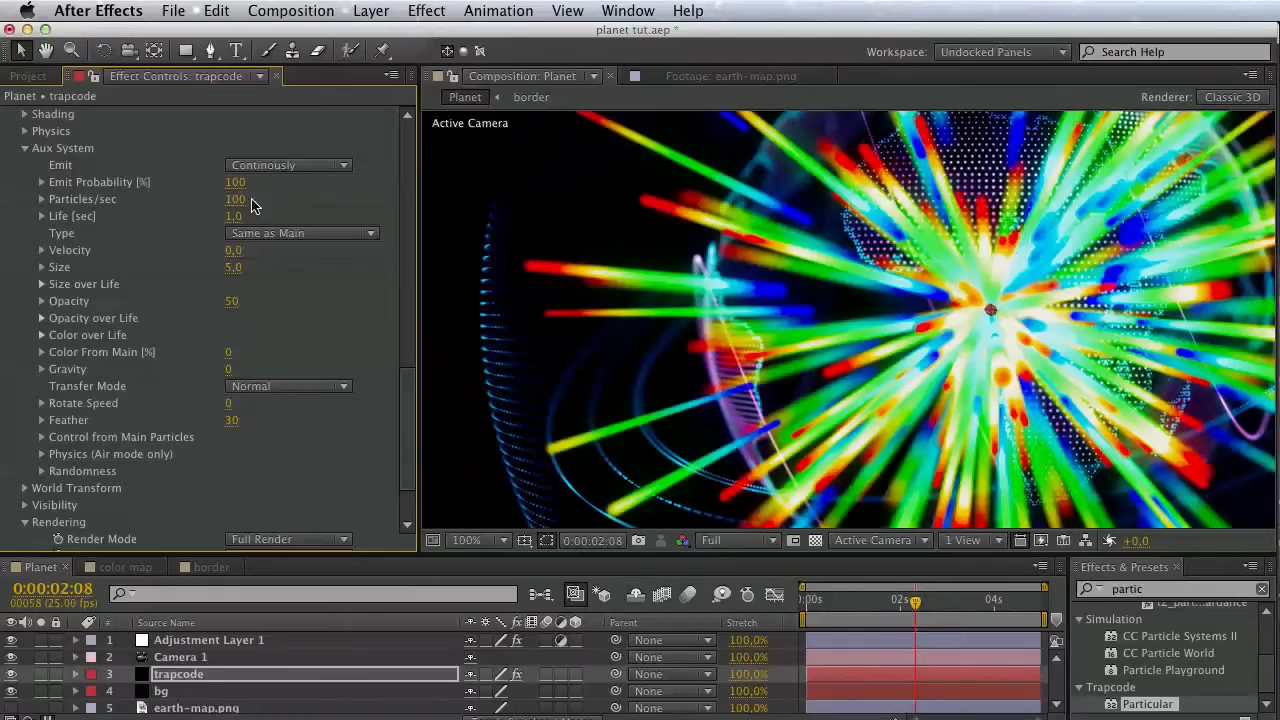 After Effects File Edit Composition Layer Effect Animation View Window Help
planet tut.aep *
Workspace: Undocked Panels Search Help
Project Effect Controls: trapcode Composition: Planet Footage: earth-map.png
Planet • trapcode Planet border Renderer: Classic 3D
Shading
Active Camera
Physics
Aux System
Emit Continously
Emit Probability [%] 100
Particles/sec 100
Life [sec] 1,0
Type Same as Main
Velocity 0,0
Size 5,0
Size over Life
Opacity 50
Opacity over Life
Color over Life
Color From Main [%] 0
Gravity 0
Transfer Mode Normal
Rotate Speed 0
Feather 30
Control from Main Particles
Physics (Air mode only)
Randomness
World Transform
Visibility
Rendering
Render Mode Full Render
100% 0:00:02:08 Full Active Camera 1 View +0,0
Planet color map border Effects & Presets
0:00:02:08
00058 (25.00 fps)
partic
:00s 02s 04s
Simulation
# fx Parent Stretch
CC Particle Systems II
1 Adjustment Layer 1 fx None 100,0%
CC Particle World
2 Camera 1 None 100,0%
Particle Playground
3 trapcode fx None 100,0%
Trapcode
4 bg None 100,0%
Particular
5 earth-map.png None 100,0%